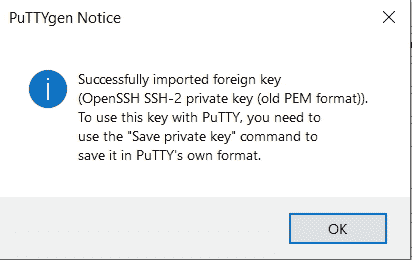 PuTTYgen Notice
Successfully imported foreign key
(OpenSSH SSH-2 private key (old PEM format)).
To use this key with PuTTY, you need to
use the "Save private key" command to
save it in PuTTY's own format.
OK